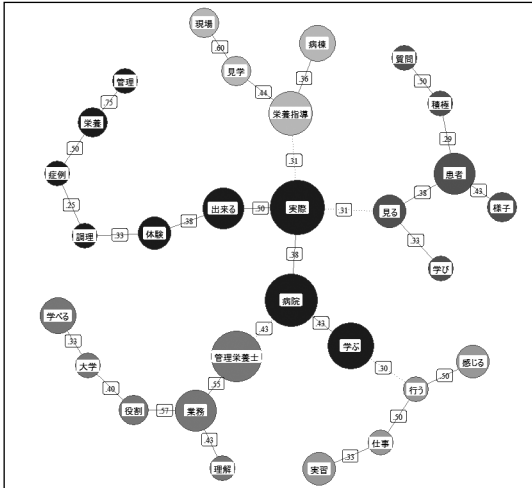 現場
.60
見学
病棟
.44
.36
栄養指導
質問
.50
積極
.29
患者
.43
様子
管理
.75
栄養
.50
症例
.25
調理
.33
体験
.38
出来る
.50
実際
.31
.31
見る
.38
.33
学び
.38
病院
.43
.43
管理栄養士
学ぶ
学べる
.33
大学
.40
役割
.57
業務
.55
.43
理解
.30
行う
.50
感じる
.50
仕事
.33
実習